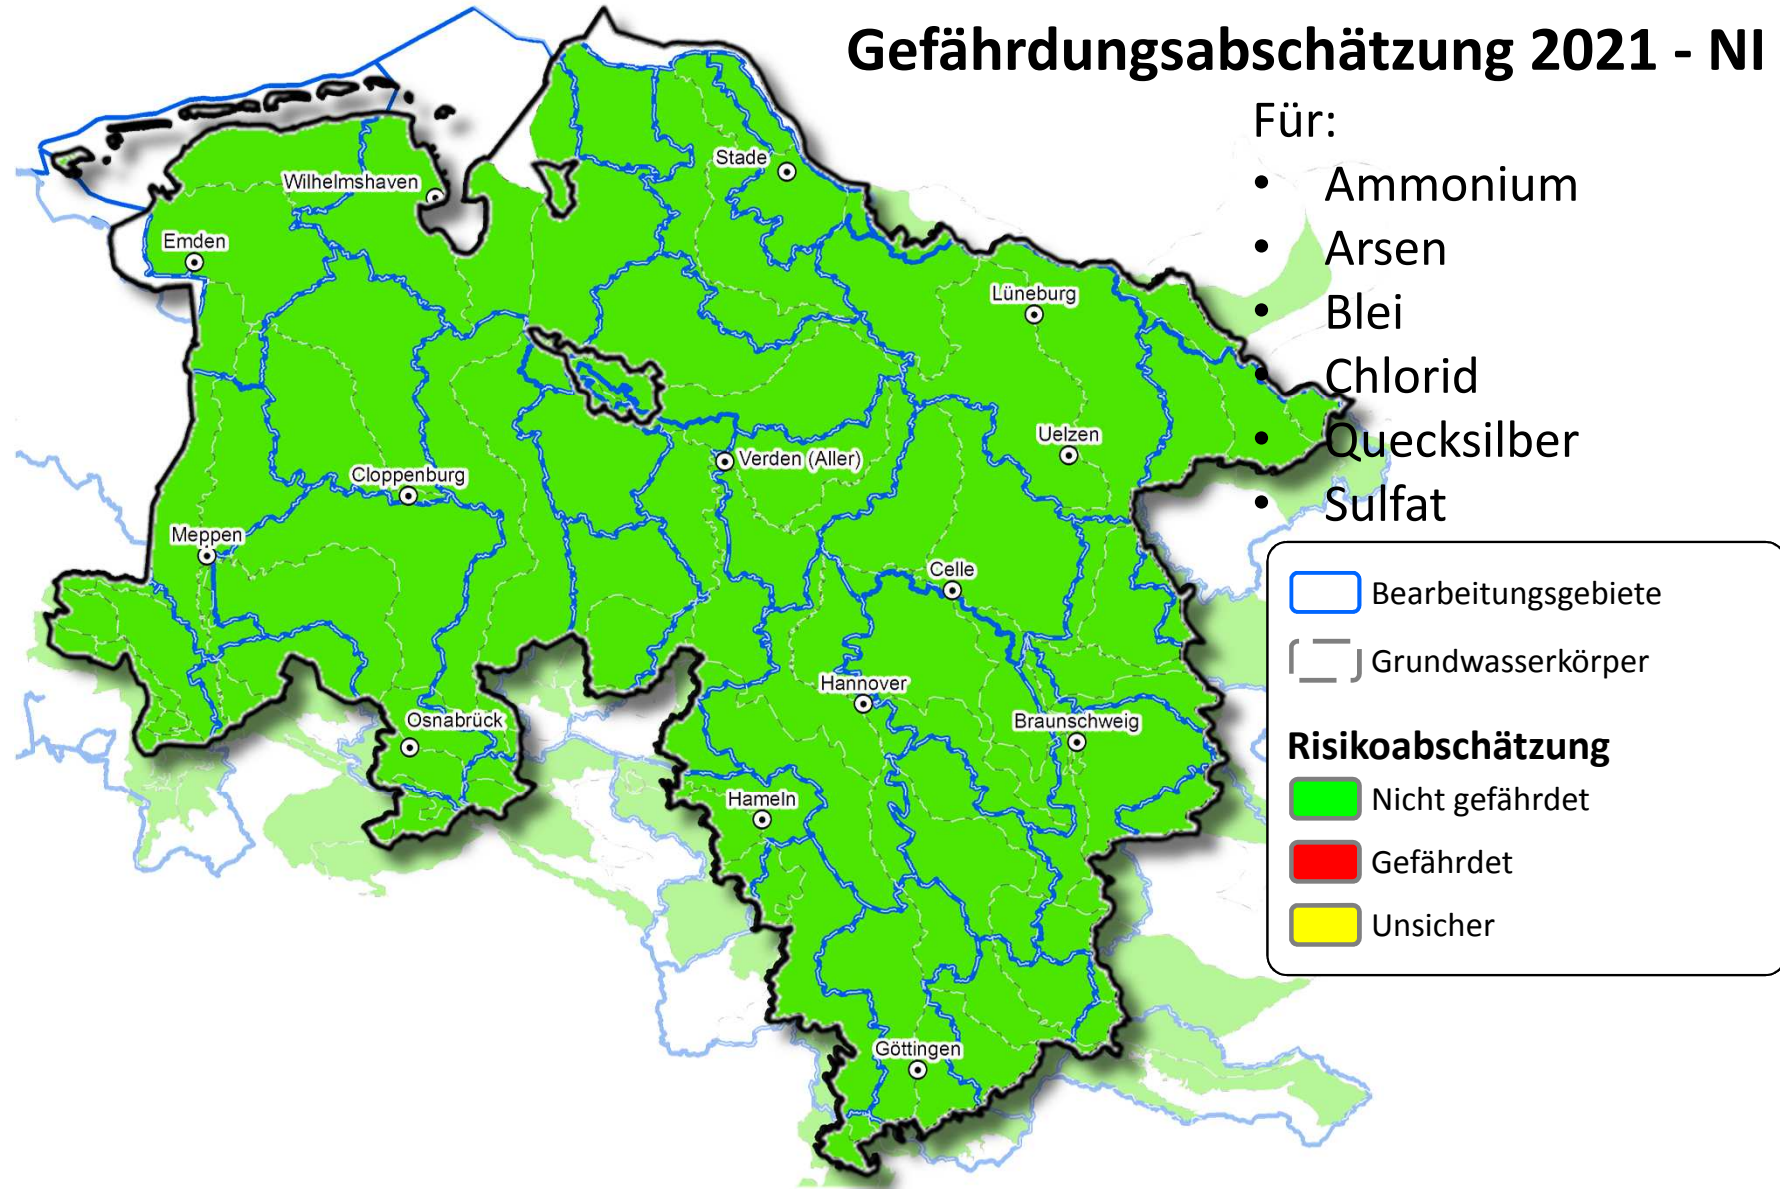 Gefährdungsabschätzung 2021 - NI
Für:
• Ammonium
• Arsen
• Blei
• Chlorid
• Quecksilber
• Sulfat
Stade
Wilhelmshaven
Emden
Lüneburg
Uelzen
Verden (Aller)
Cloppenburg
Meppen
Celle
Hannover
Osnabrück
Braunschweig
Hameln
Göttingen
Bearbeitungsgebiete
Grundwasserkörper
Risikoabschätzung
Nicht gefährdet
Gefährdet
Unsicher